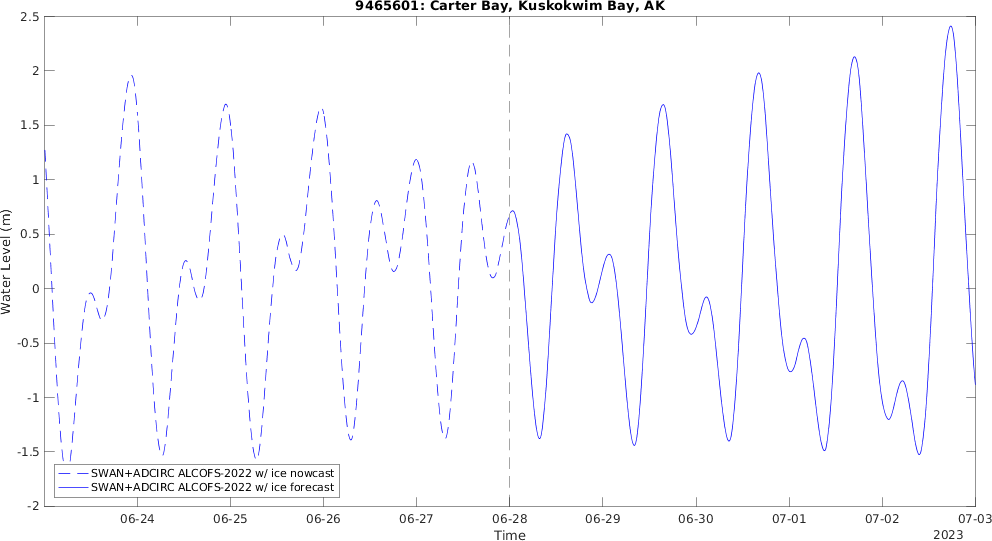 9465601: Carter Bay, Kuskokwim Bay, AK
2.5
2
1.5
1
0.5
0
-0.5
-1
-1.5
-2
Water Level (m)
SWAN+ADCIRC ALCOFS-2022 w/ ice nowcast
SWAN+ADCIRC ALCOFS-2022 w/ ice forecast
06-24 06-25 06-26 06-27 06-28 06-29 06-30 07-01 07-02 07-03
Time
2023